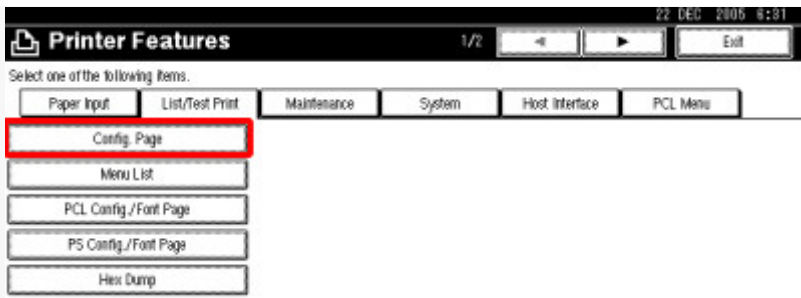 22 DEC 2005 6:31
Printer Features 1/2 ◄ ► Exit
Select one of the following items.
Paper Input List/Test Print Maintenance System Host Interface PCL Menu
Config. Page
Menu List
PCL Config./Font Page
PS Config./Font Page
Hex Dump